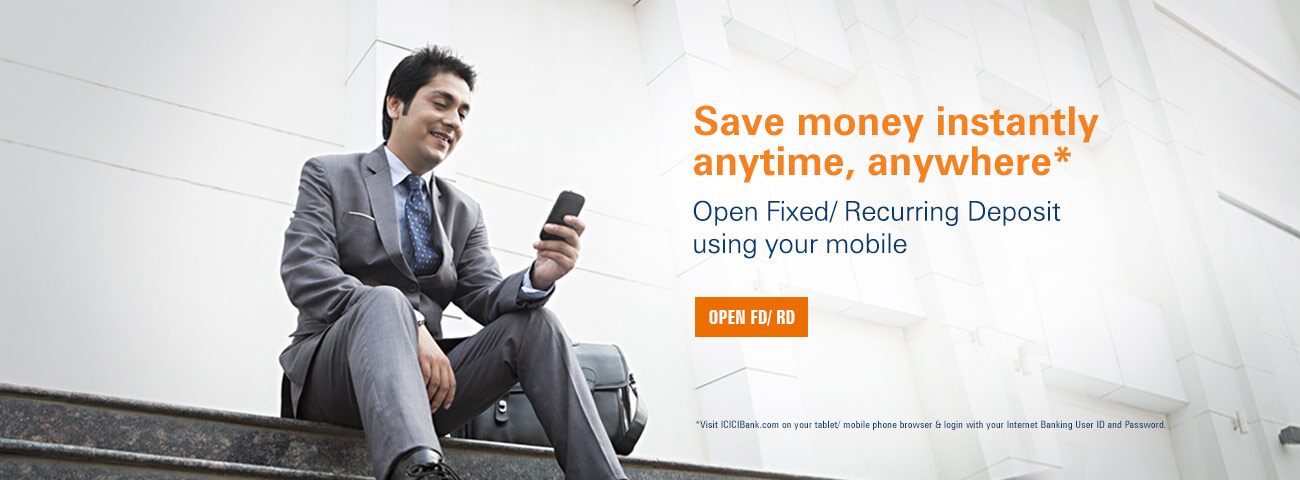 Save money instantly
anytime, anywhere*
Open Fixed/ Recurring Deposit
using your mobile
OPEN FD/ RD
*Visit ICICIBank.com on your tablet/ mobile phone browser & login with your Internet Banking User ID and Password.